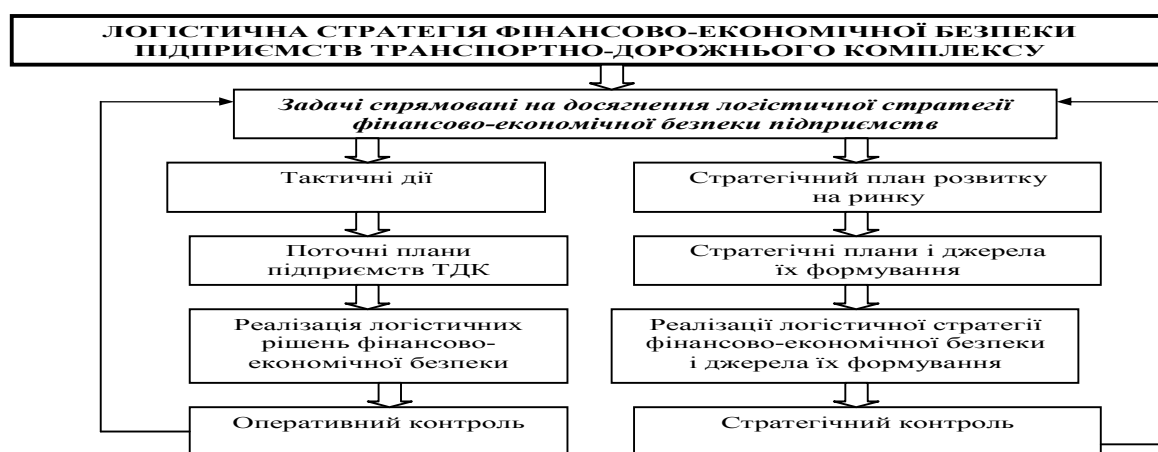 ЛОГІСТИЧНА СТРАТЕГІЯ ФІНАНСОВО-ЕКОНОМІЧНОЇ БЕЗПЕКИ
ПІДПРИЄМСТВ ТРАНСПОРТНО-ДОРОЖНЬОГО КОМПЛЕКСУ
Задачі спрямовані на досягнення логістичної стратегії
фінансово-економічної безпеки підприємств
Тактичні дії
Поточні плани
підприємств ТДК
Реалізація логістичних
рішень фінансово-
економічної безпеки
Оперативний контроль
Стратегічний план розвитку
на ринку
Стратегічні плани і джерела
їх формування
Реалізації логістичної стратегії
фінансово-економічної безпеки
і джерела їх формування
Стратегічний контроль